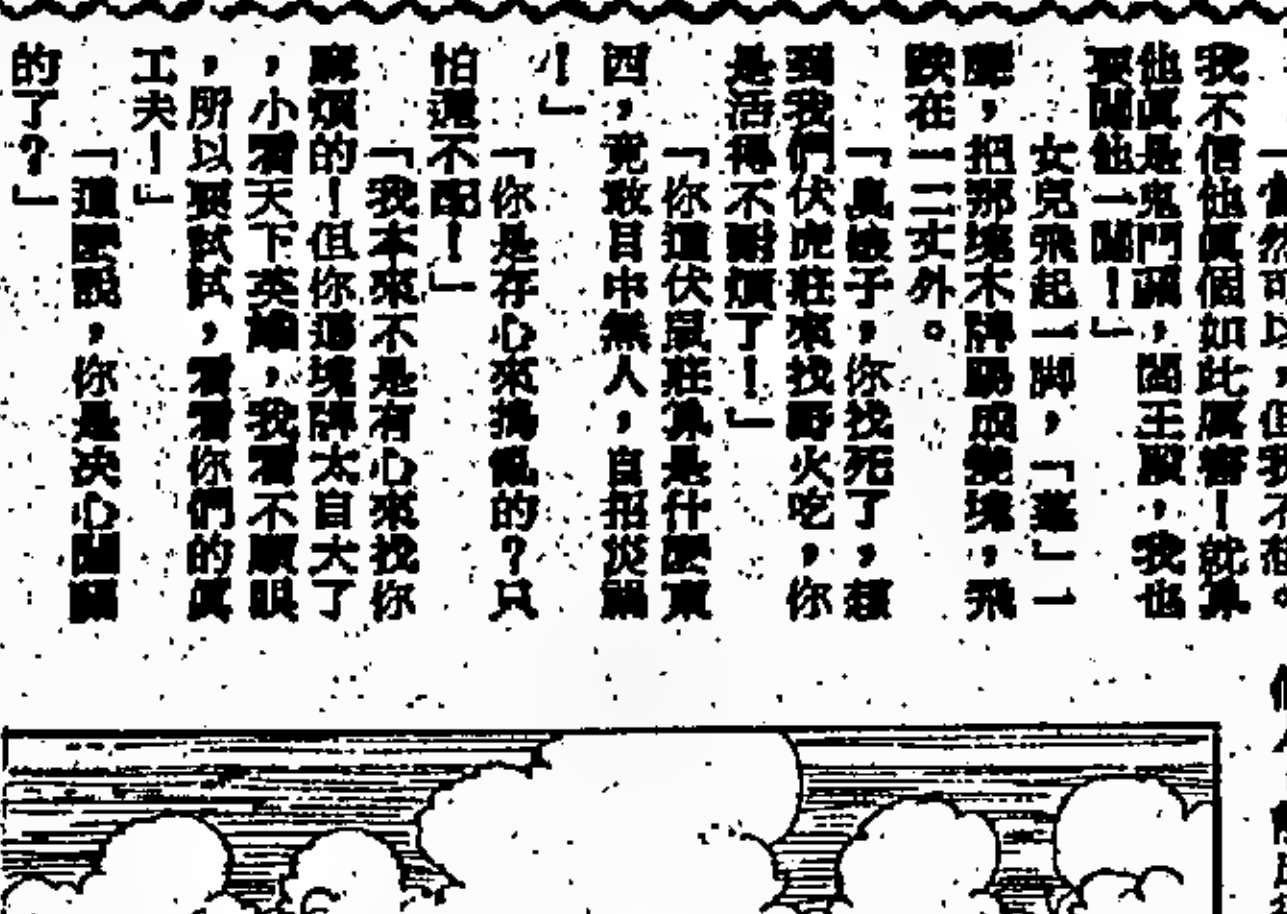 「當然可以,但我不想。
我不信他眞個如此厲害!就算
他眞是鬼門關,閻王殿,我也
要闖他一闖!」
女兒飛起一脚,「蓬」一
聲,把那塊木牌踢成幾塊,飛
跌在一二丈外。
「臭娘子,你找死了,想
到我們伏虎莊來找野火吃,你
是活得不耐煩了!」
「你這伏鼠莊算是什麼東
西,竟敢目中無人,自招災禍
!」
「你是存心來搗亂的?只
怕還不配!」
「我本來不是有心來找你
麻煩的!但你這塊牌太自大了
,小看天下英雄,我看不順眼
,所以要試試,看看你們的眞
工夫!」
「這麼說,你是決心闖關
的了?」